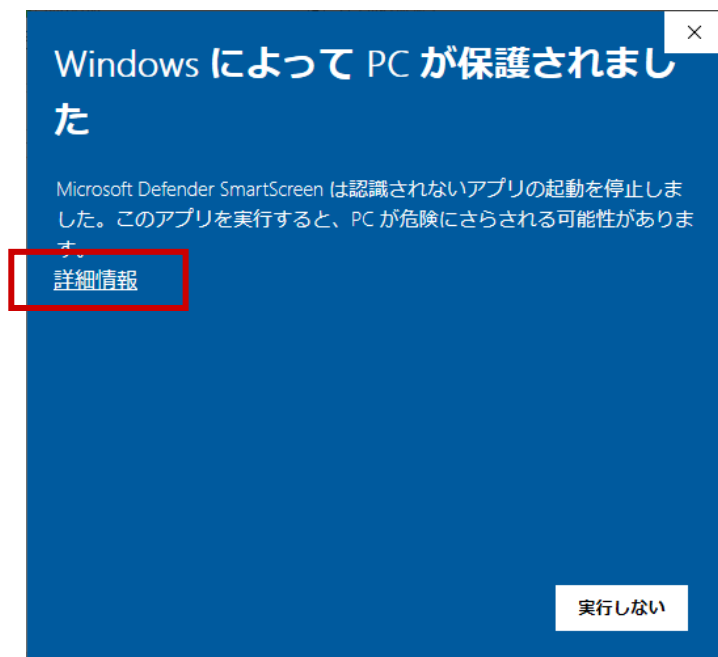 Windows によって PC が保護されまし
た
Microsoft Defender SmartScreen は認識されないアプリの起動を停止しま
した。このアプリを実行すると、PC が危険にさらされる可能性がありま
す。
詳細情報
実行しない